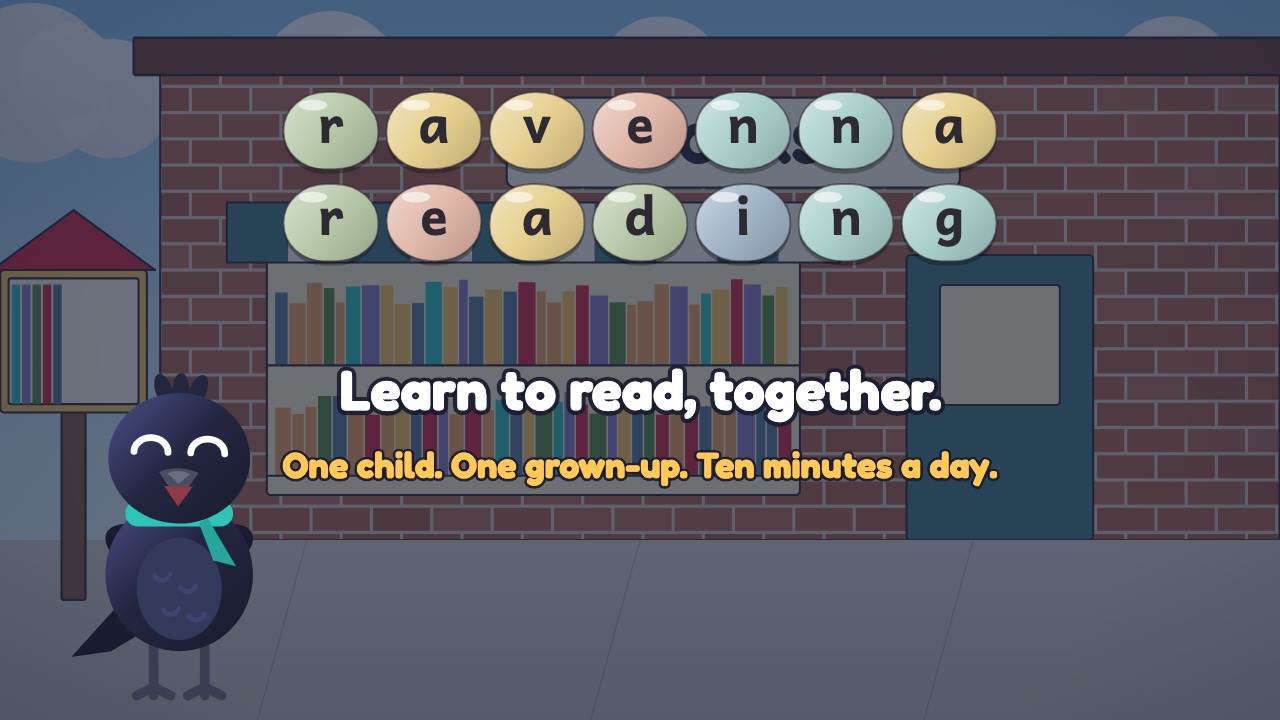 ravenna
reading
Learn to read, together.
One child. One grown-up. Ten minutes a day.